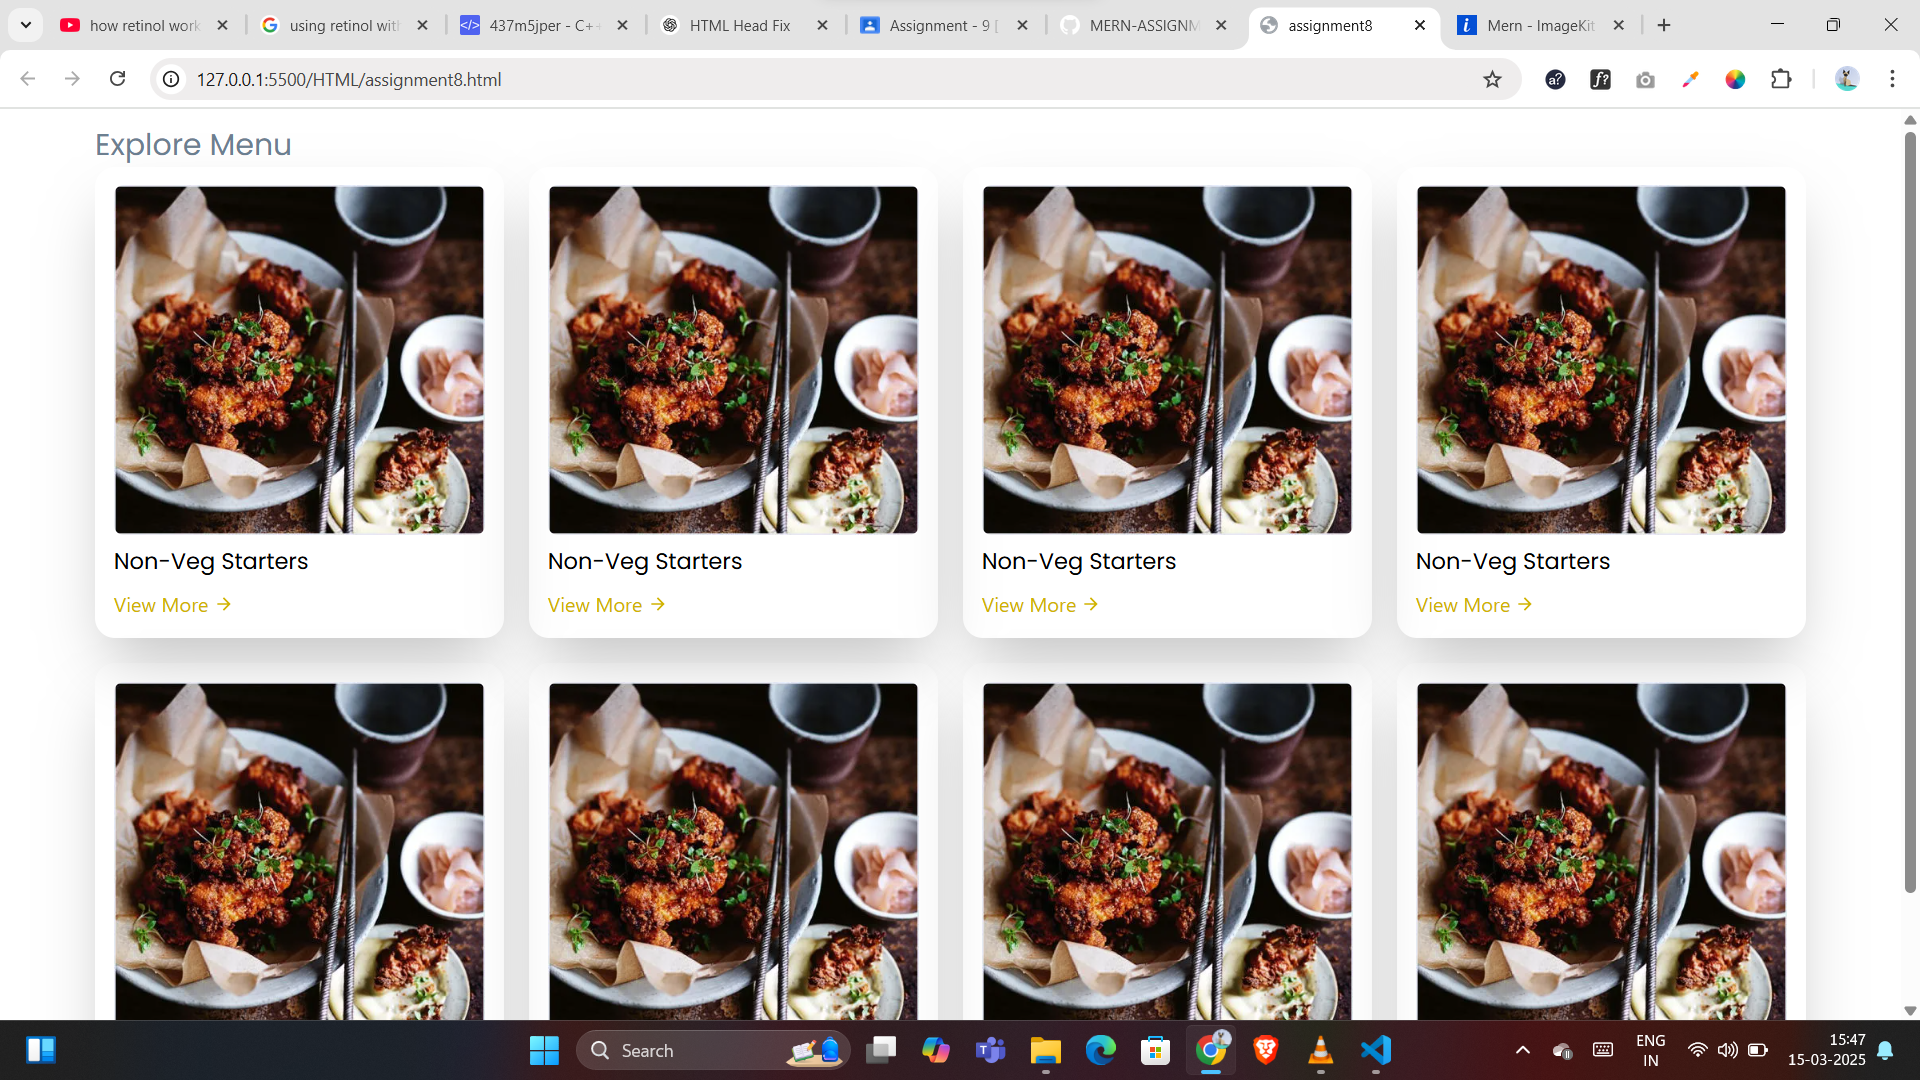 how retinol work
using retinol with
437m5jper - C++
HTML Head Fix
Assignment - 9 [
MERN-ASSIGNM
assignment8
Mern - ImageKit
127.0.0.1:5500/HTML/assignment8.html
a?
f?
Explore Menu
Non-Veg Starters
Non-Veg Starters
Non-Veg Starters
Non-Veg Starters
View More →
View More →
View More →
View More →
Search
ENG
IN
15:47
15-03-2025